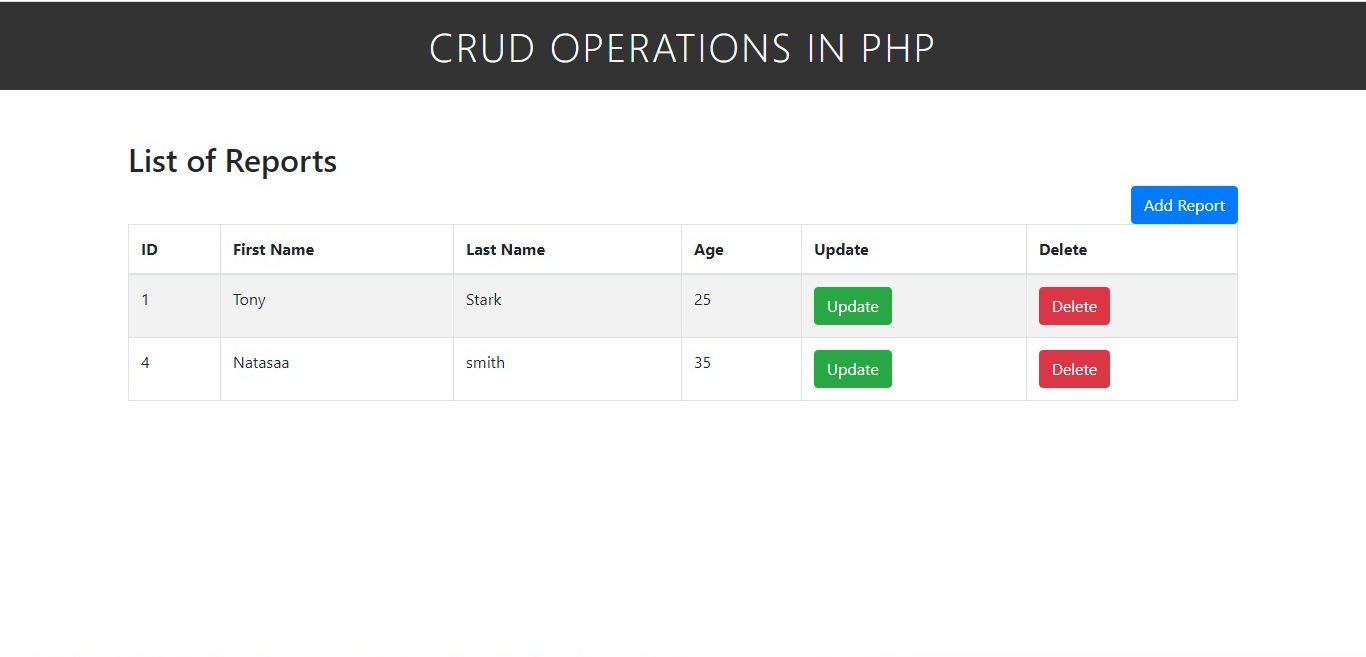 CRUD OPERATIONS IN PHP
List of Reports
Add Report
ID First Name Last Name Age Update Delete
1 Tony Stark 25 Update Delete
4 Natasaa smith 35 Update Delete